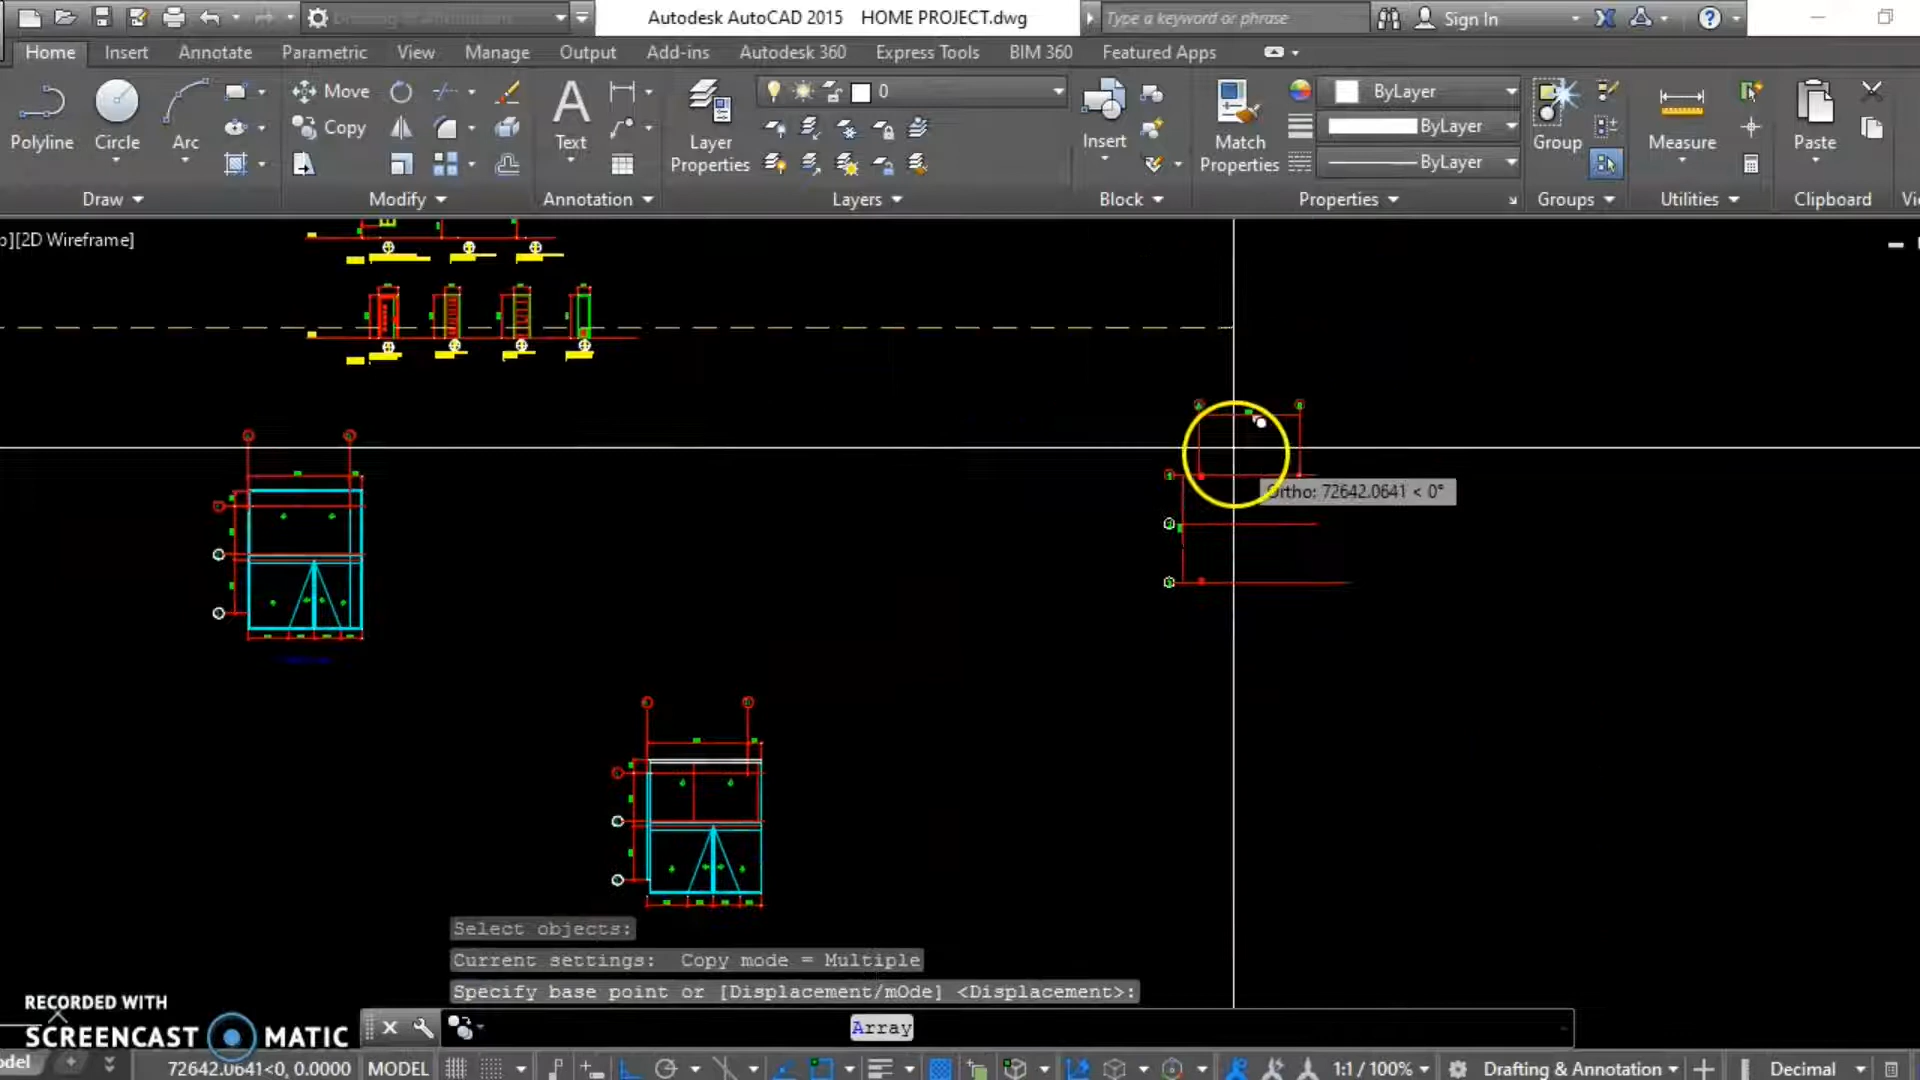 Autodesk AutoCAD 2015 HOME PROJECT.dwg
Type a keyword or phrase
Sign In
Home Insert Annotate Parametric View Manage Output Add-ins Autodesk 360 Express Tools BIM 360 Featured Apps
Move
0
ByLayer
Copy
ByLayer
Polyline Circle Arc
Text
Layer
Properties
Insert
Match
Properties
ByLayer
Group
Measure
Paste
Draw Modify Annotation Layers Block Properties Groups Utilities Clipboard
][2D Wireframe]
Ortho: 72642.0641 < 0°
Select objects:
Current settings: Copy mode = Multiple
Specify base point or [Displacement/mOde] <Displacement>:
RECORDED WITH
SCREENCAST MATIC
Array
72642.0641<0, 0.0000 MODEL 1:1 / 100% Drafting & Annotation Decimal